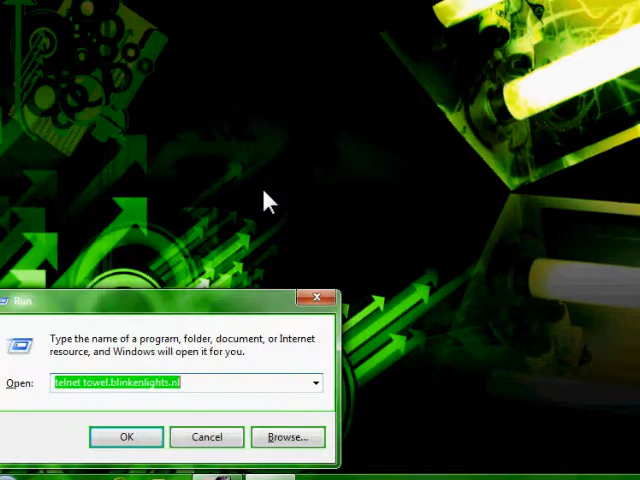 Run
Type the name of a program, folder, document, or Internet
resource, and Windows will open it for you.
Open: telnet towel.blinkenlights.nl
OK Cancel Browse...